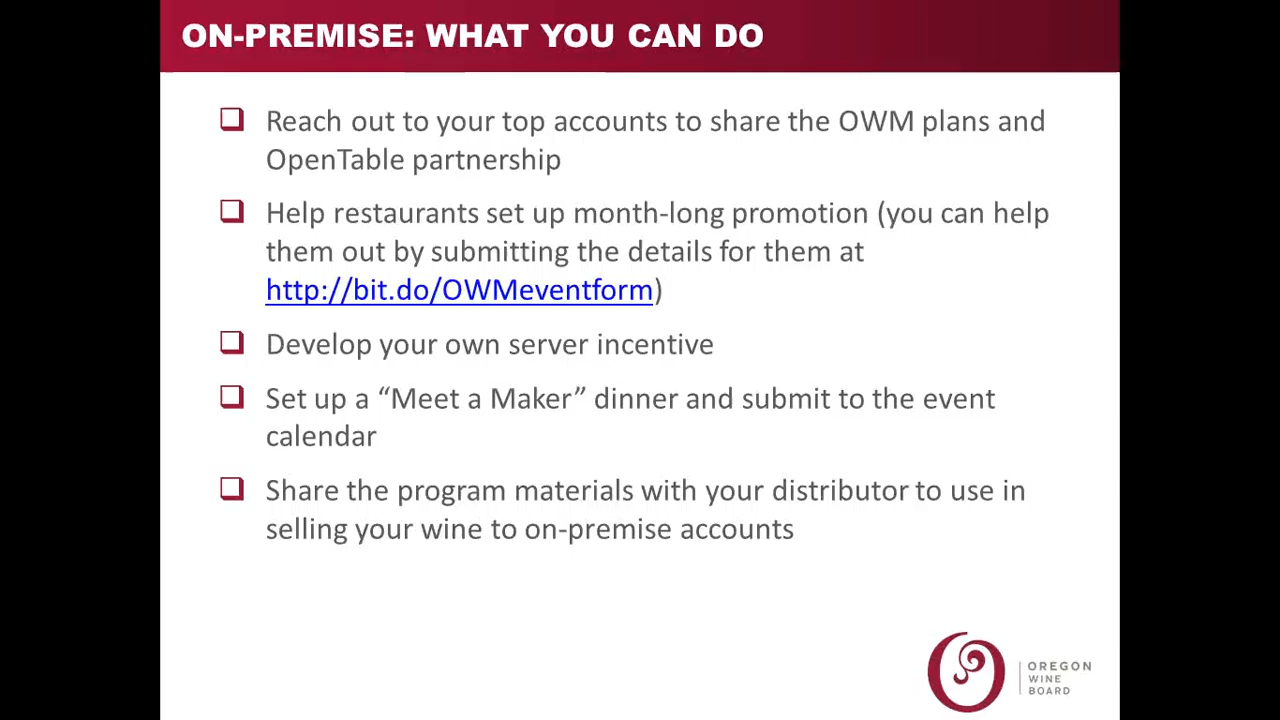 ON-PREMISE: WHAT YOU CAN DO
Reach out to your top accounts to share the OWM plans and
OpenTable partnership
Help restaurants set up month-long promotion (you can help
them out by submitting the details for them at
http://bit.do/OWMeventform)
Develop your own server incentive
Set up a “Meet a Maker” dinner and submit to the event
calendar
Share the program materials with your distributor to use in
selling your wine to on-premise accounts
OREGON
WINE
BOARD